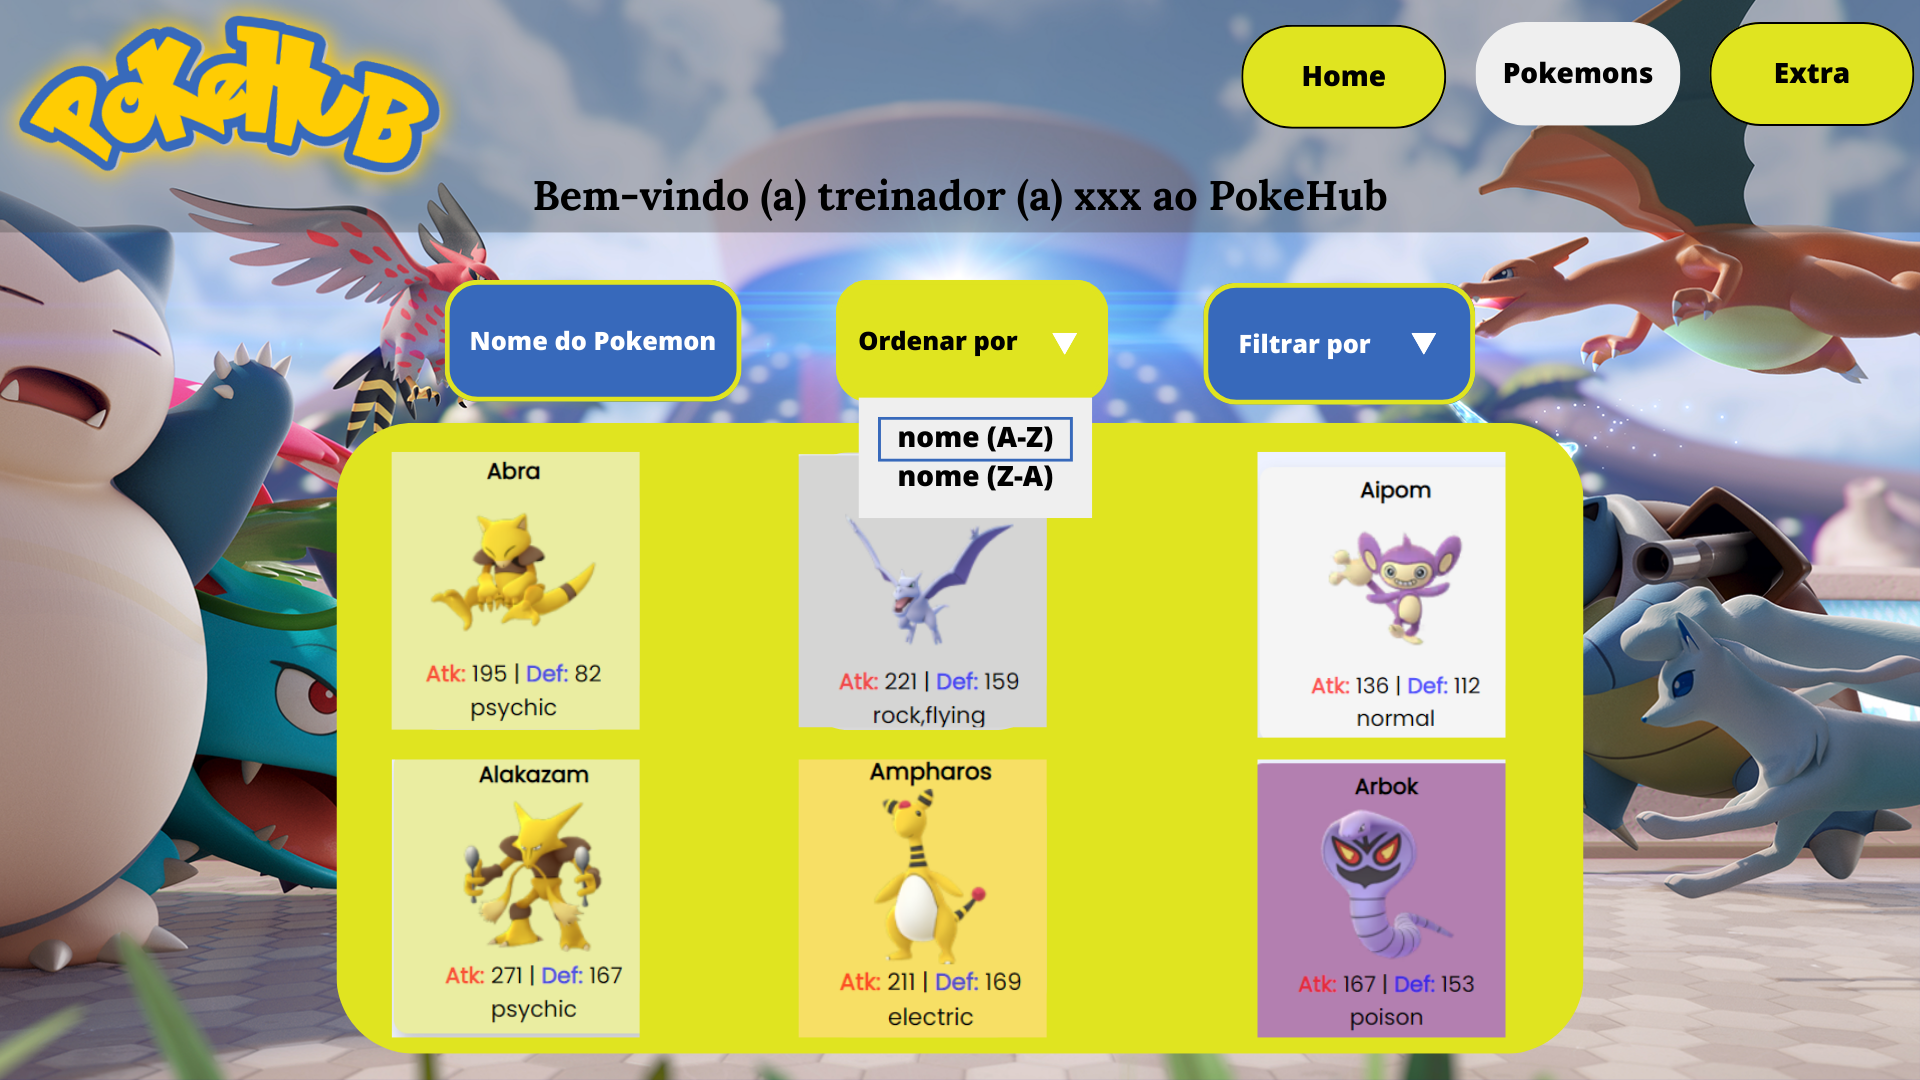 PokeHub
Home
Pokemons
Extra
Bem-vindo (a) treinador (a) xxx ao PokeHub
Nome do Pokemon
Ordenar por
Filtrar por
nome (A-Z)
nome (Z-A)
Abra
Atk: 195 | Def: 82
psychic
Atk: 221 | Def: 159
rock,flying
Aipom
Atk: 136 | Def: 112
normal
Alakazam
Atk: 271 | Def: 167
psychic
Ampharos
Atk: 211 | Def: 169
electric
Arbok
Atk: 167 | Def: 153
poison